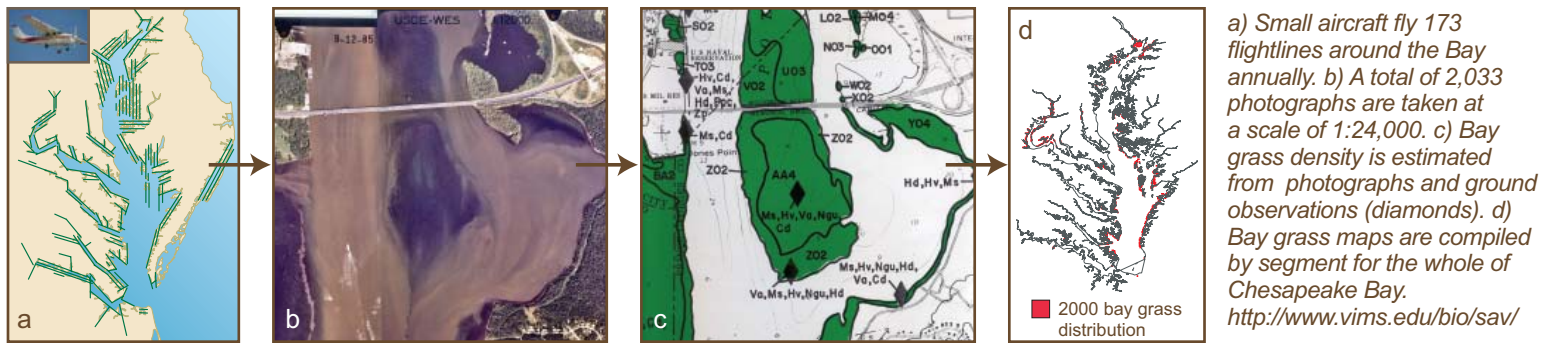 a
USCE-WES
9-12-85
b
SO2
U.S. NAVAL
RESERVATION
TO3
Hv,Cd,
Va,Ms,
Hd,Ppc,
Zp
U S MIL RES
Ms,Cd
Jones Point
BA2
CITY
ZO2
VO2
UO3
LO2
MO4
NO3
OO1
WO2
XO2
INTE
YO4
ZO2
AA4
Ms,Hv,Va,Ngu,
Cd
ZO2
Hd,Hv,Ms
Ms,Hv,Ngu,Hd,
Va,Cd
Va,Ms,Hv,Ngu,Hd
c
d
2000 bay grass
distribution
a) Small aircraft fly 173
flightlines around the Bay
annually. b) A total of 2,033
photographs are taken at
a scale of 1:24,000. c) Bay
grass density is estimated
from photographs and ground
observations (diamonds). d)
Bay grass maps are compiled
by segment for the whole of
Chesapeake Bay.
http://www.vims.edu/bio/sav/